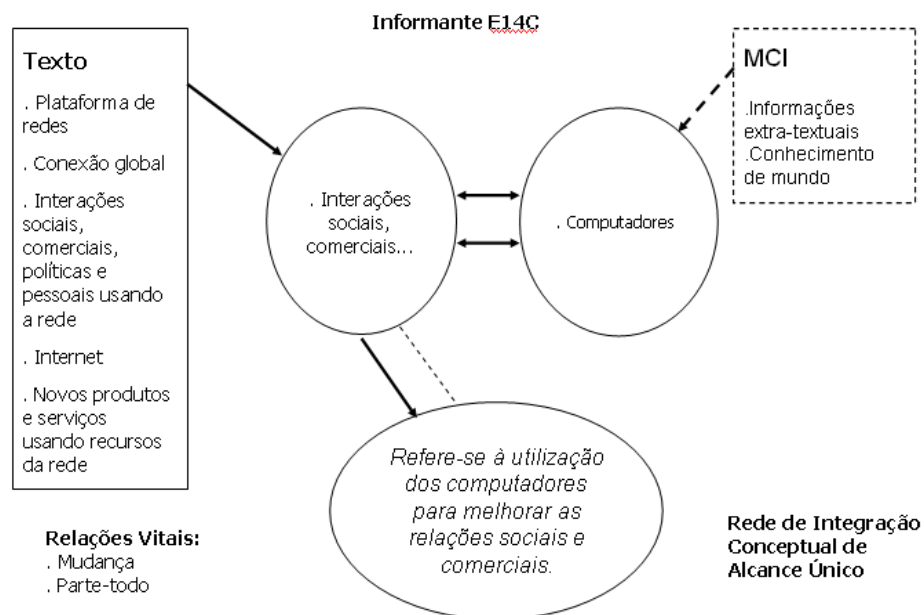 Informante E14C
Texto
. Plataforma de
redes
. Conexão global
. Interações
sociais,
comerciais,
políticas e
pessoais usando
a rede
. Internet
. Novos produtos
e serviços
usando recursos
da rede
. Interações
sociais,
comerciais...
. Computadores
MCI
.Informações
extra-textuais
.Conhecimento
de mundo
Refere-se à utilização
dos computadores
para melhorar as
relações sociais e
comerciais.
Relações Vitais:
. Mudança
. Parte-todo
Rede de Integração
Conceptual de
Alcance Único